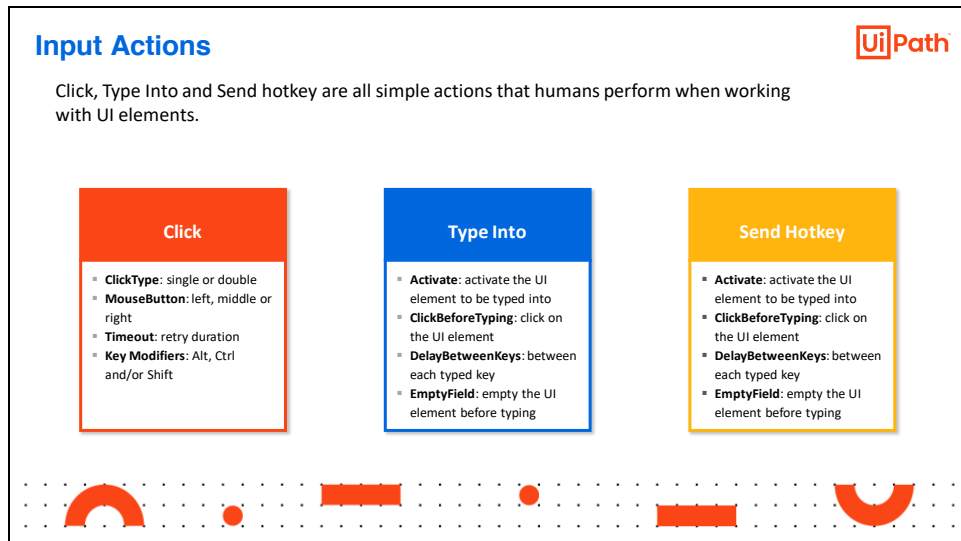 Input Actions
UiPath
Click, Type Into and Send hotkey are all simple actions that humans perform when working
with UI elements.
Click
▪ ClickType: single or double
▪ MouseButton: left, middle or
right
▪ Timeout: retry duration
▪ Key Modifiers: Alt, Ctrl
and/or Shift
Type Into
▪ Activate: activate the UI
element to be typed into
▪ ClickBeforeTyping: click on
the UI element
▪ DelayBetweenKeys: between
each typed key
▪ EmptyField: empty the UI
element before typing
Send Hotkey
▪ Activate: activate the UI
element to be typed into
▪ ClickBeforeTyping: click on
the UI element
▪ DelayBetweenKeys: between
each typed key
▪ EmptyField: empty the UI
element before typing